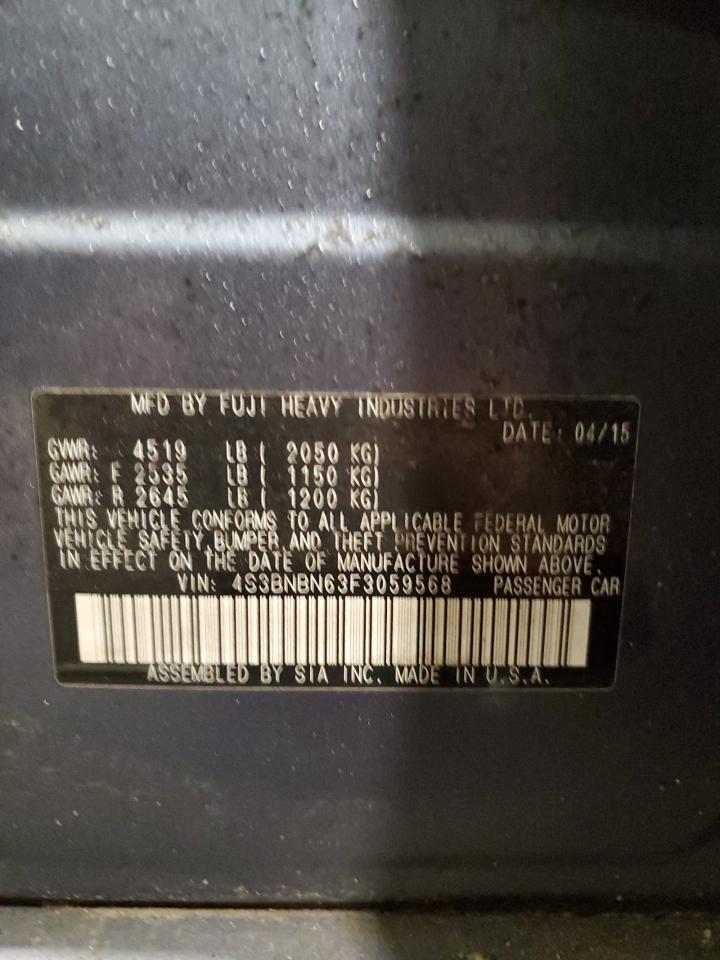 MFD BY FUJI HEAVY INDUSTRIES LTD.
DATE: 04/15
GVWR: 4519 LB ( 2050 KG)
GAWR: F 2535 LB ( 1150 KG)
GAWR: R 2645 LB ( 1200 KG)
THIS VEHICLE CONFORMS TO ALL APPLICABLE FEDERAL MOTOR
VEHICLE SAFETY, BUMPER AND THEFT PREVENTION STANDARDS
IN EFFECT ON THE DATE OF MANUFACTURE SHOWN ABOVE.
VIN: 4S3BNBN63F3059568 PASSENGER CAR
ASSEMBLED BY SIA INC. MADE IN U.S.A.